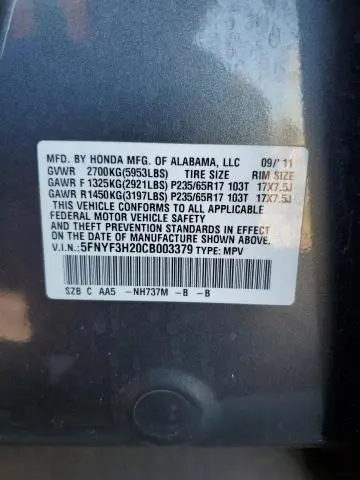 MFD. BY HONDA MFG. OF ALABAMA, LLC 09/'11
GVWR 2700KG(5953LBS) TIRE SIZE RIM SIZE
GAWR F 1325KG(2921LBS) P235/65R17 103T 17X7.5J
GAWR R1450KG(3197LBS) P235/65R17 103T 17X7.5J
THIS VEHICLE CONFORMS TO ALL APPLICABLE
FEDERAL MOTOR VEHICLE SAFETY
AND THEFT PREVENTION STANDARDS IN EFFECT
ON THE DATE OF MANUFACTURE SHOWN ABOVE.
V.I.N.: 5FNYF3H20CB003379 TYPE: MPV
SZB C AA5 -NH737M -B -B